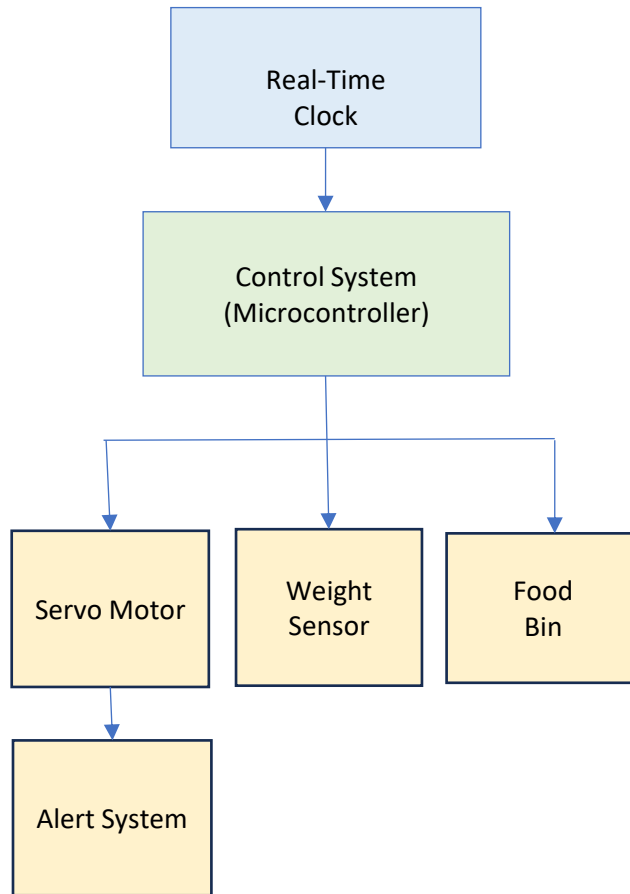 Real-Time
Clock
Control System
(Microcontroller)
Servo Motor
Weight
Sensor
Food
Bin
Alert System